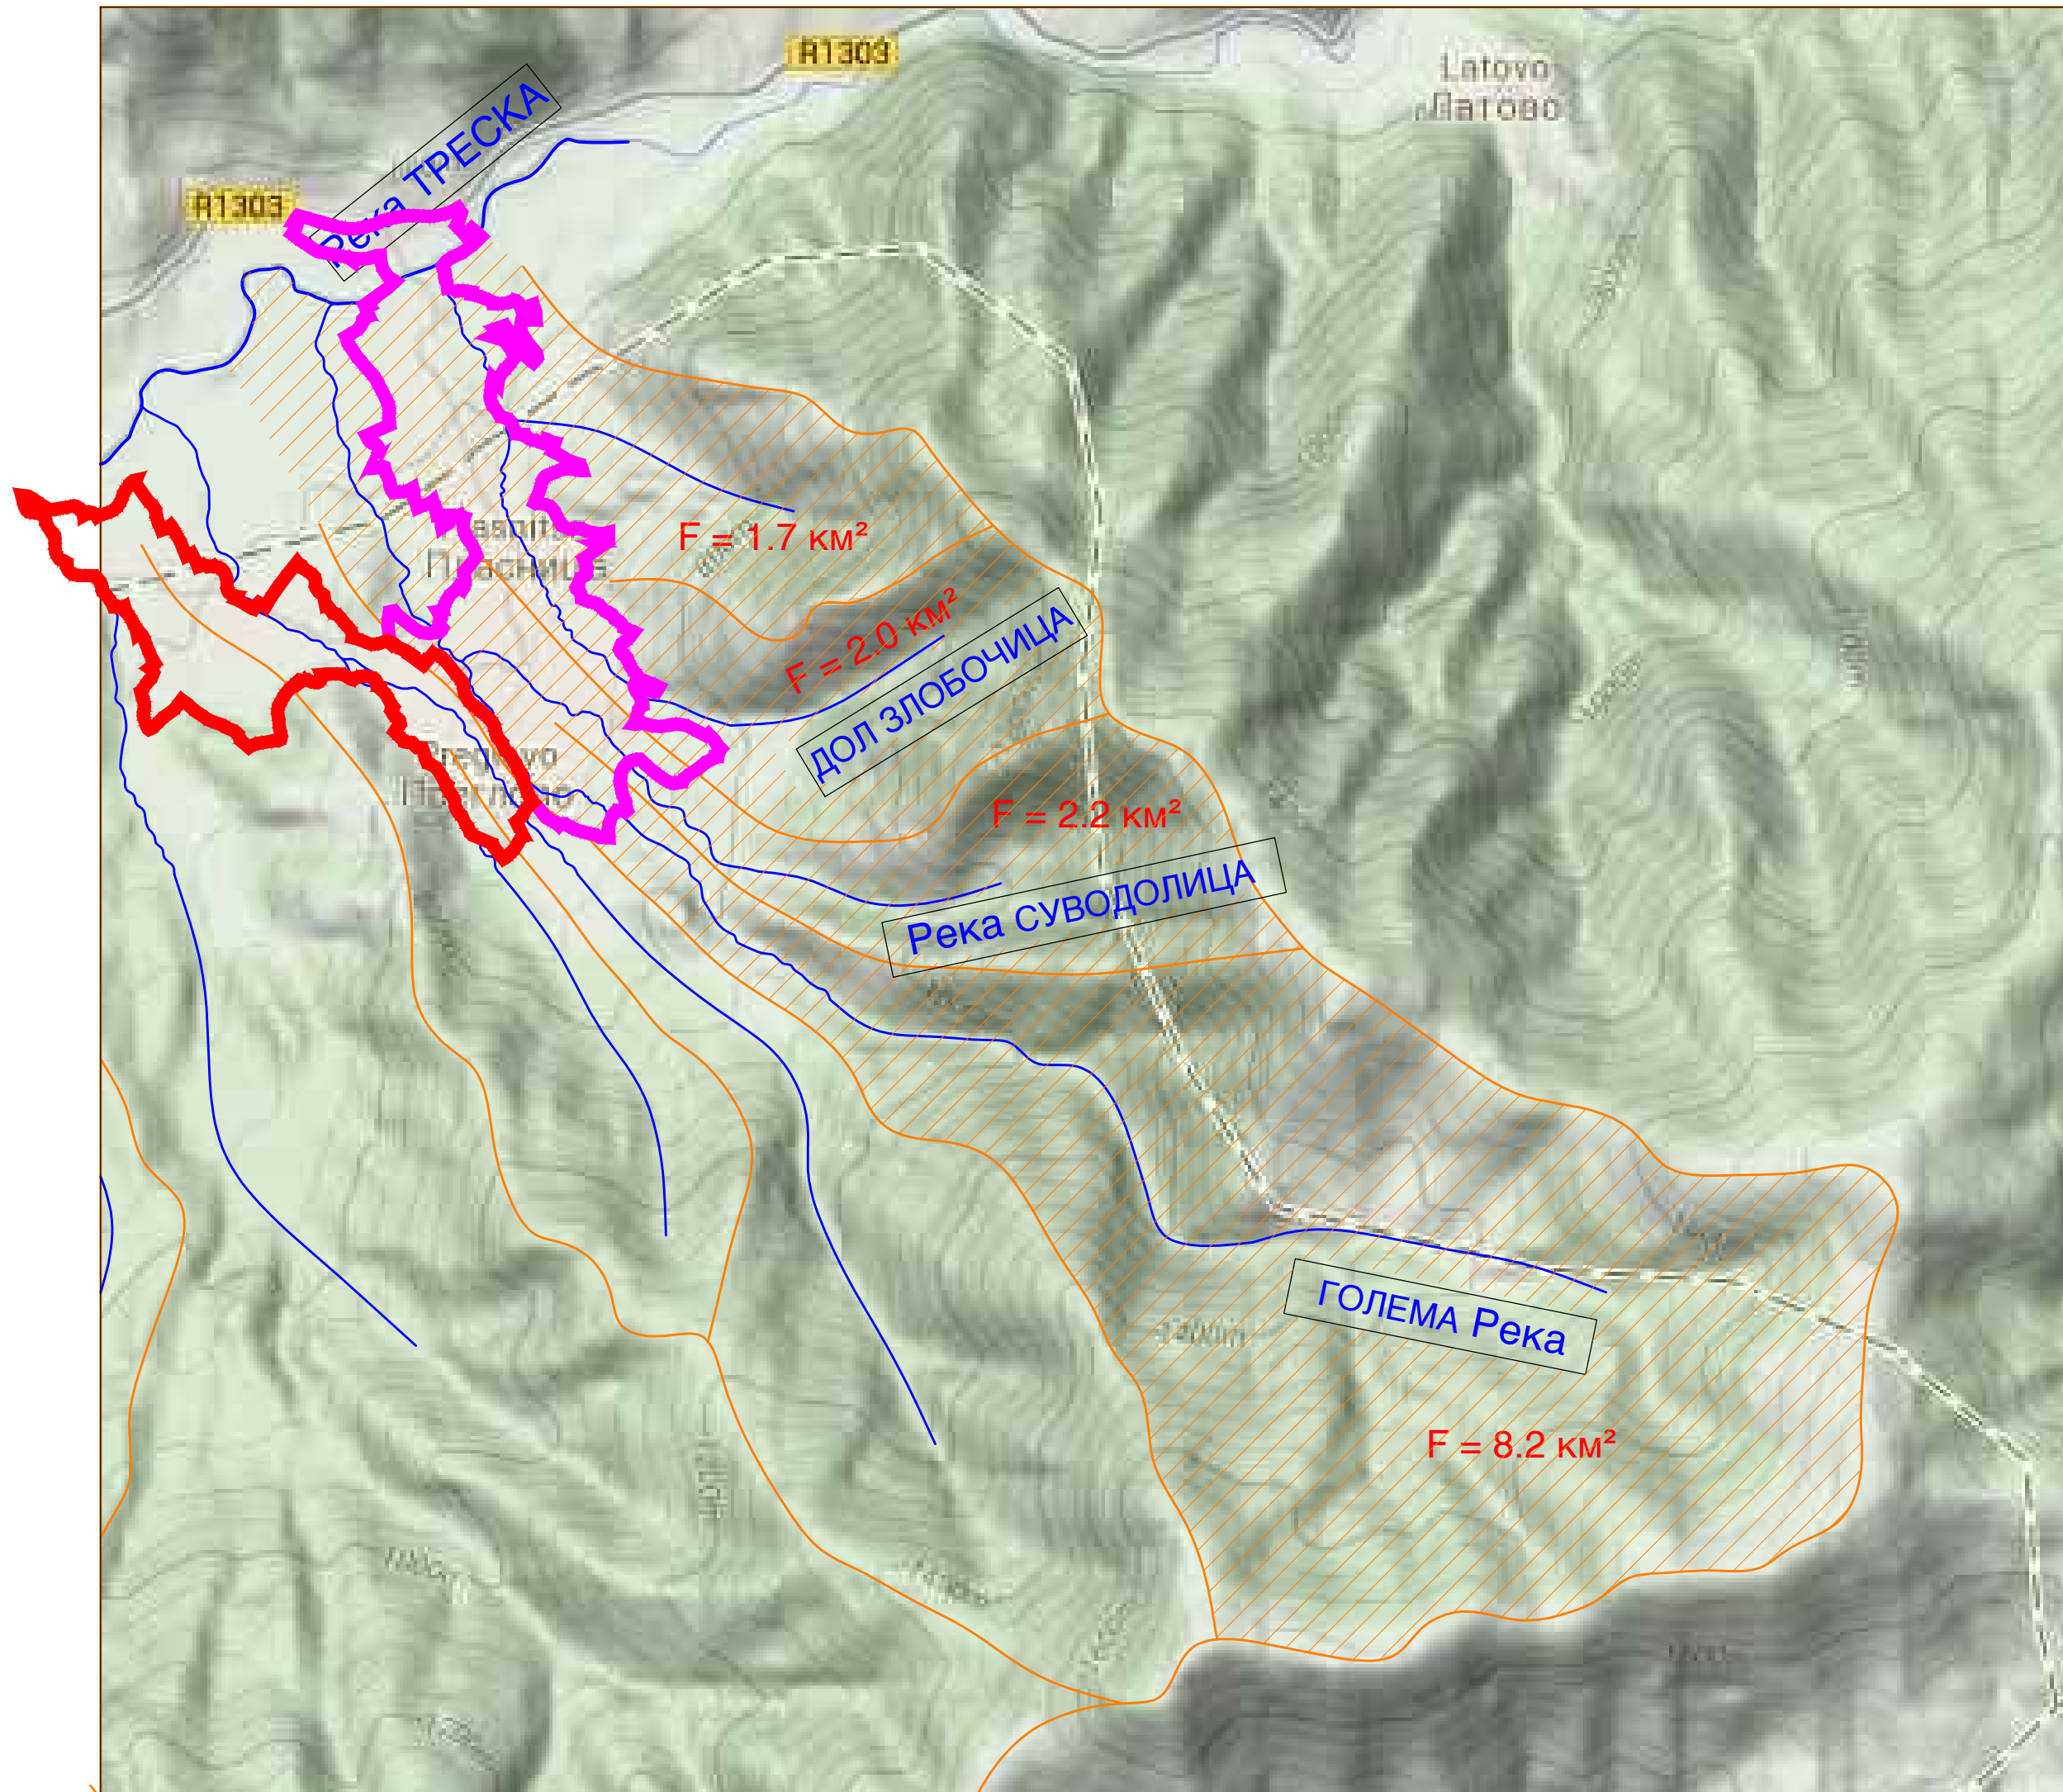 R1303
Latovo
Латово
Река ТРЕСКА
R1303
F = 1.7 км²
Пласница
F = 2.0 км²
ДОЛ ЗЛОБОЧИЦА
F = 2.2 км²
Река СУВОДОЛИЦА
ГОЛЕМА Река
F = 8.2 км²